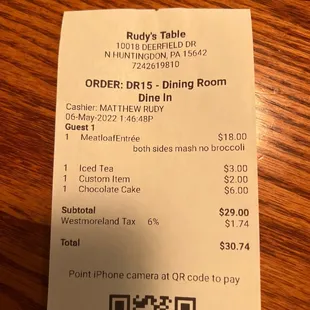 Rudy's Table
10018 DEERFIELD DR
N HUNTINGDON, PA 15642
7242619810
ORDER: DR15 - Dining Room
Dine In
Cashier: MATTHEW RUDY
06-May-2022 1:46:48P
Guest 1
1 MeatloafEntrée $18.00
both sides mash no broccoli
1 Iced Tea $3.00
1 Custom Item $2.00
1 Chocolate Cake $6.00
Subtotal $29.00
Westmoreland Tax 6% $1.74
Total $30.74
Point iPhone camera at QR code to pay